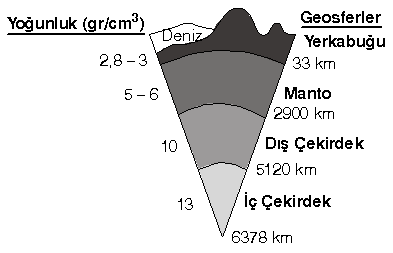 Yoğunluk (gr/cm³)
Geosferler
Deniz
Yerkabuğu
2,8 – 3
33 km
5 – 6
Manto
2900 km
10
Dış Çekirdek
5120 km
13
İç Çekirdek
6378 km